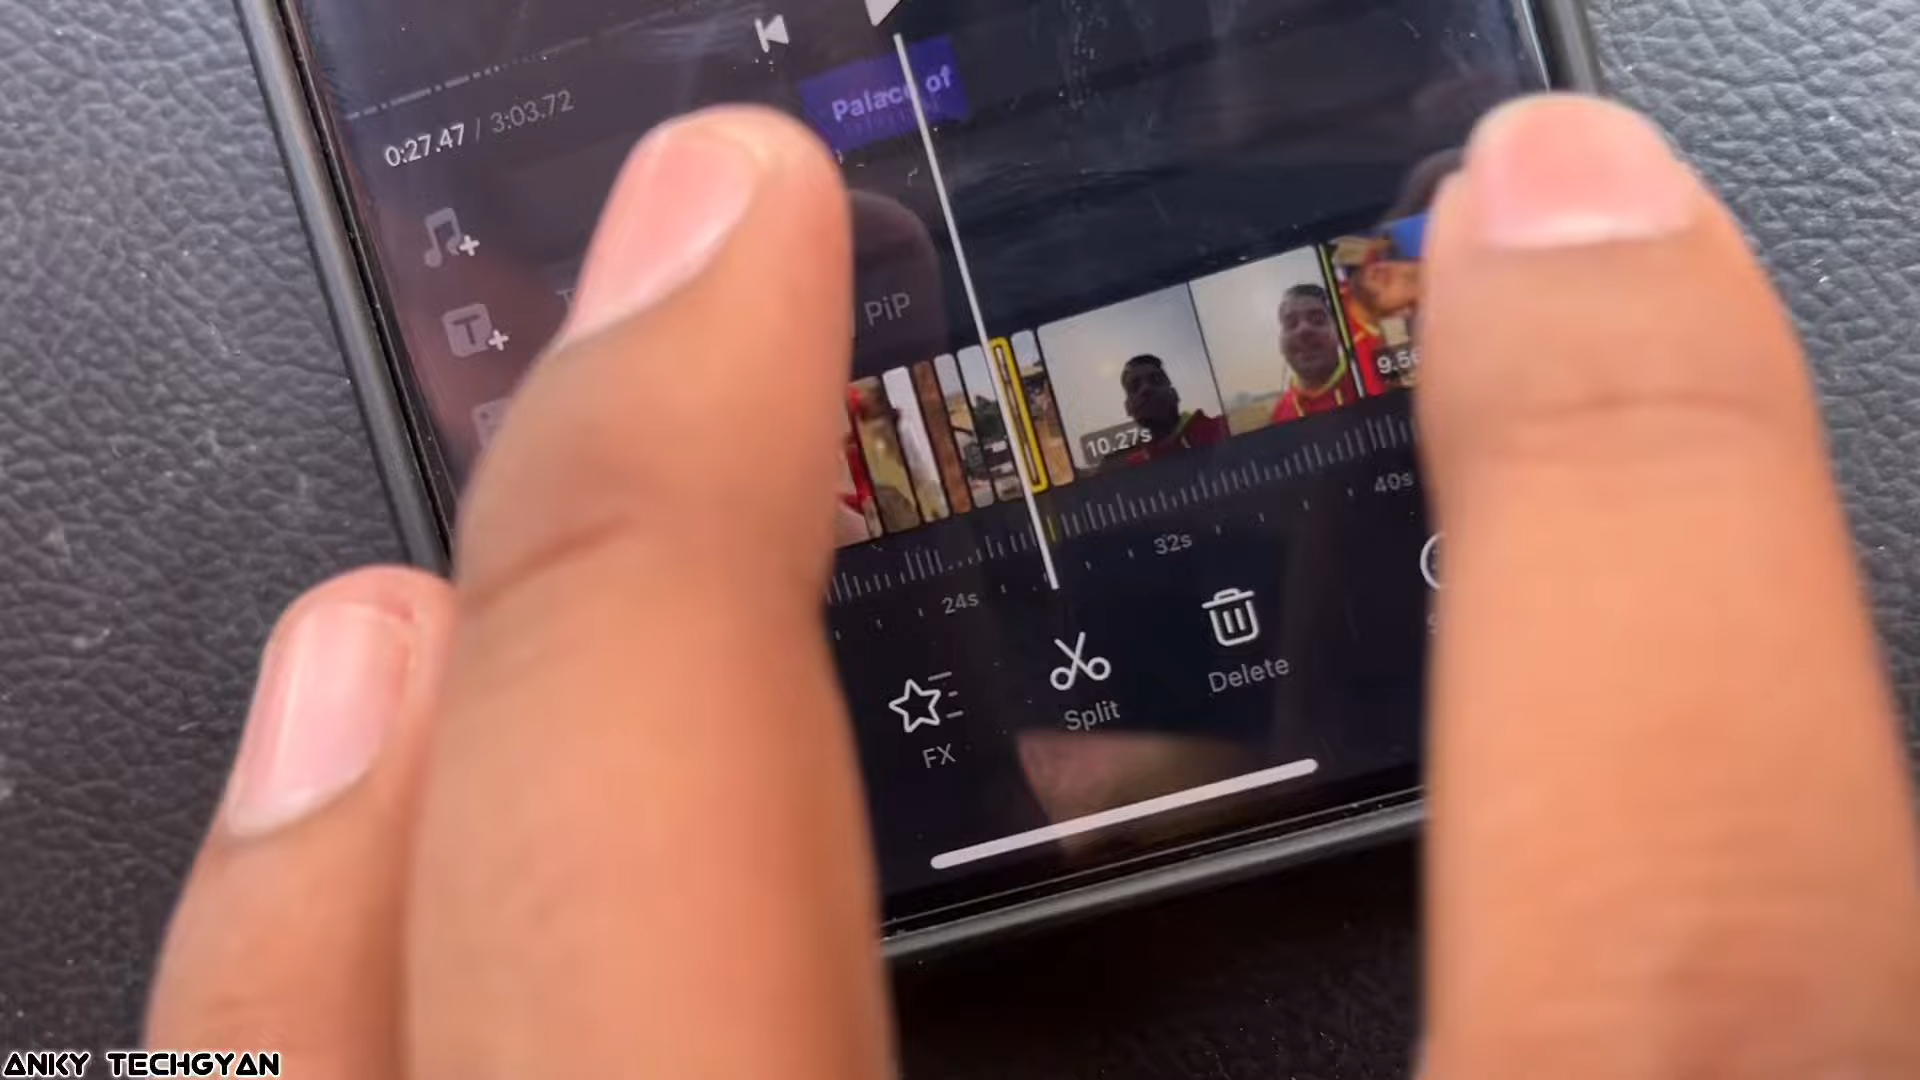 Palace of
0:27.47 / 3:03.72
PiP
10.27s
40s
32s
24s
Delete
Split
FX
ANKY TECHGYAN